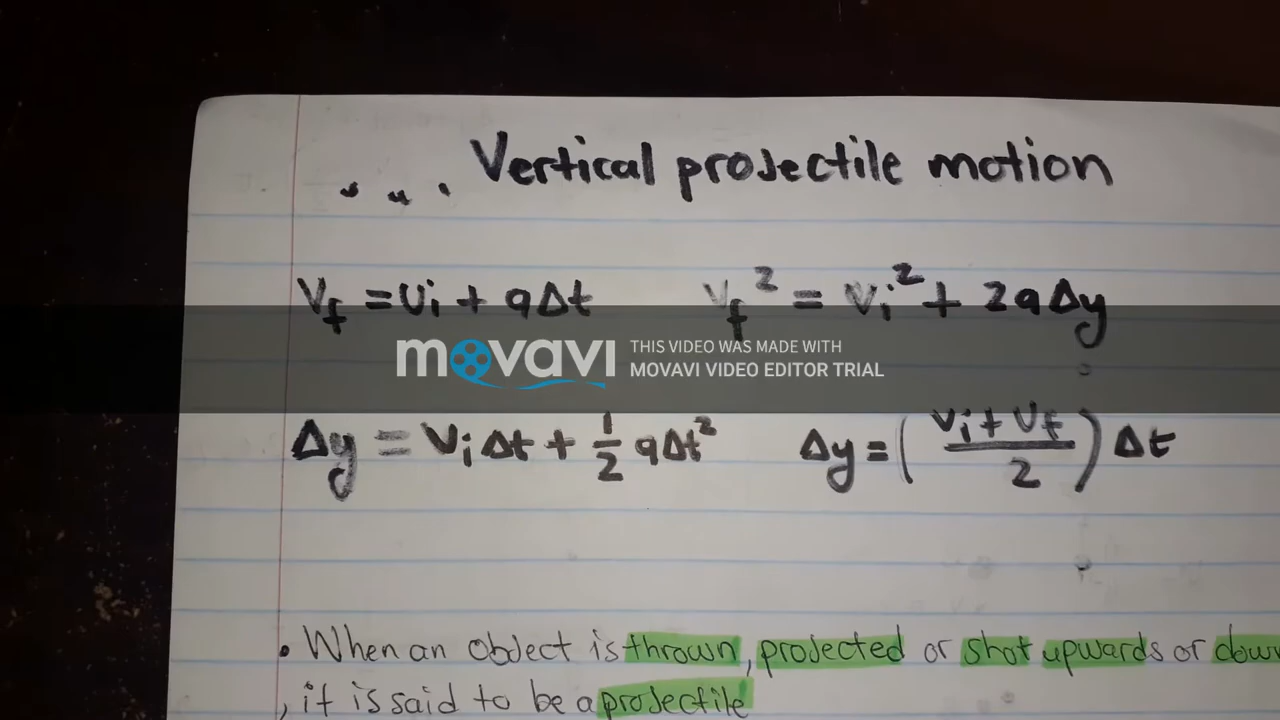 Vertical projectile motion
Vf = Vi + aΔt   Vf² = Vi² + 2aΔy
movavi THIS VIDEO WAS MADE WITH
MOVAVI VIDEO EDITOR TRIAL
Δy = ViΔt + 1/2 aΔt²   Δy = (Vi + Vf / 2) Δt
• When an object is thrown, projected or shot upwards or down
, it is said to be a projectile